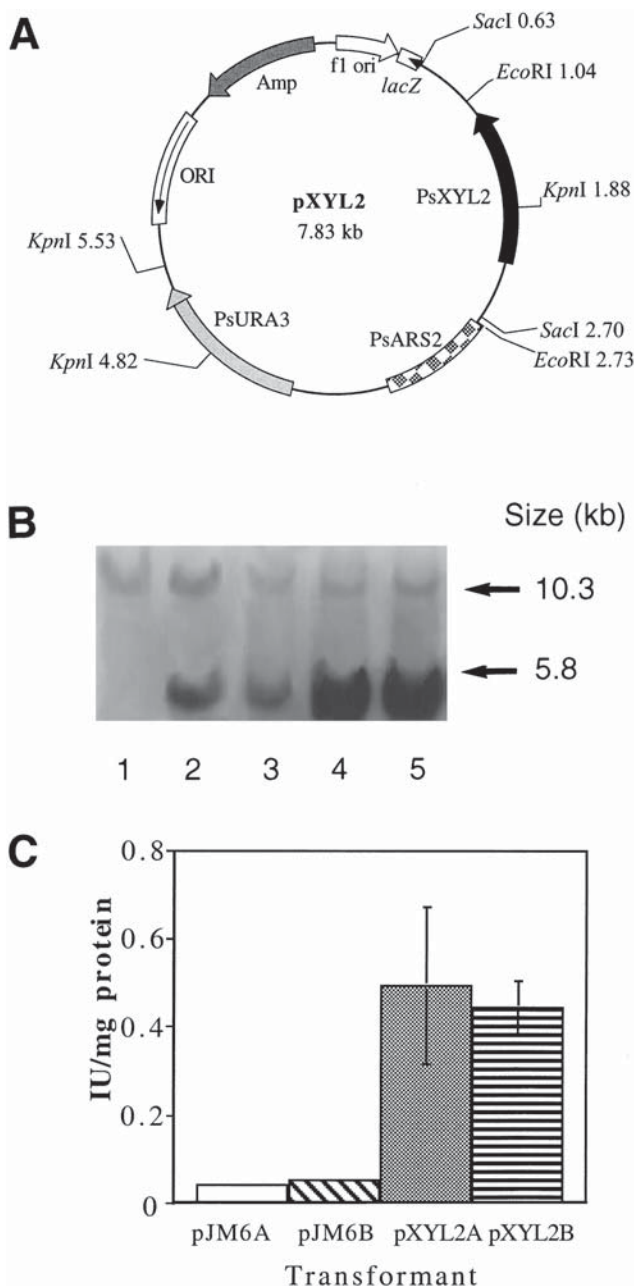 A
SacI 0.63
f1 ori
lacZ
Amp
EcoRI 1.04
ORI
PsXYL2
KpnI 1.88
pXYL2
7.83 kb
KpnI 5.53
PsURA3
PsARS2
SacI 2.70
EcoRI 2.73
KpnI 4.82
B
Size (kb)
10.3
5.8
1 2 3 4 5
C
0.8
0.6
0.4
0.2
0
IU/mg protein
pJM6A pJM6B pXYL2A pXYL2B
Transformant